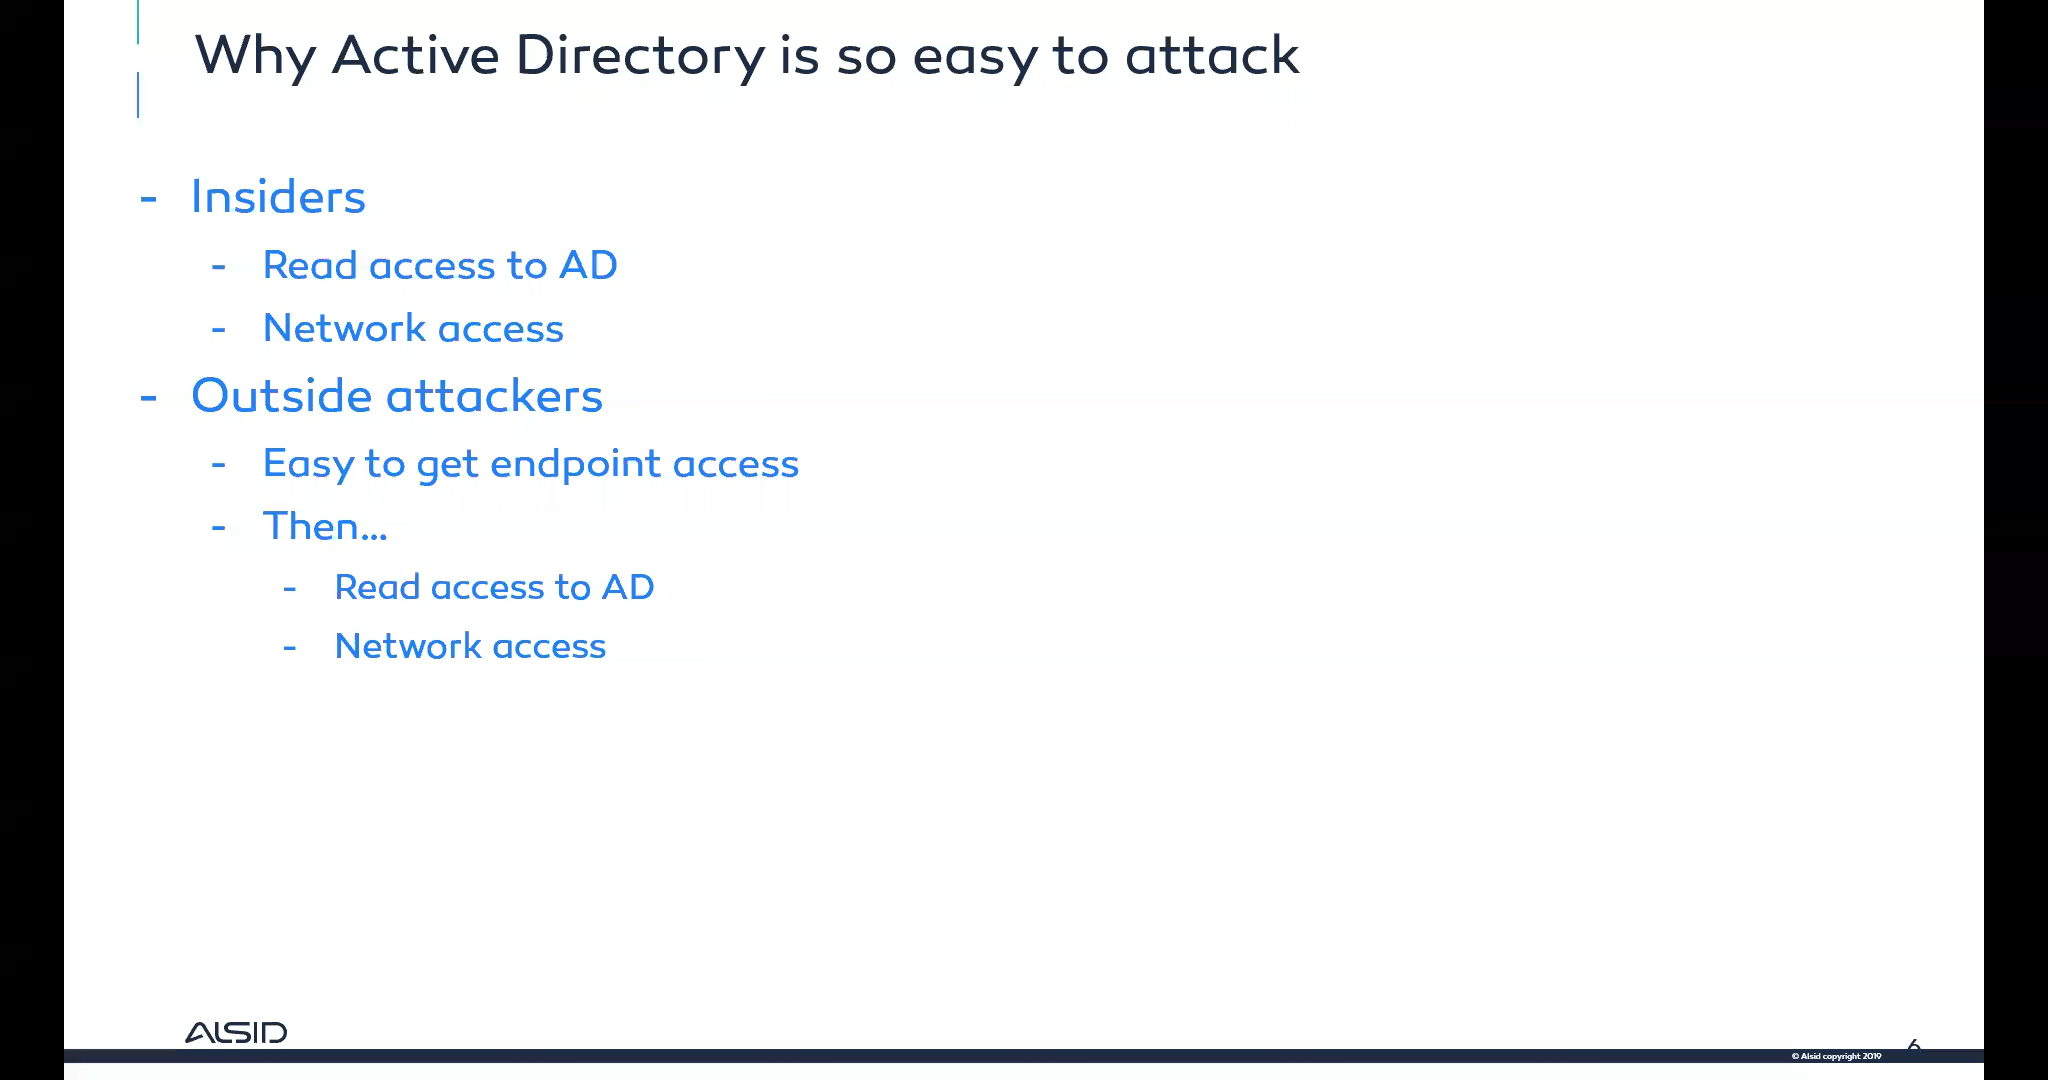 Why Active Directory is so easy to attack
- Insiders
- Read access to AD
- Network access
- Outside attackers
- Easy to get endpoint access
- Then...
- Read access to AD
- Network access
ALSID
© Alsid copyright 2019
6